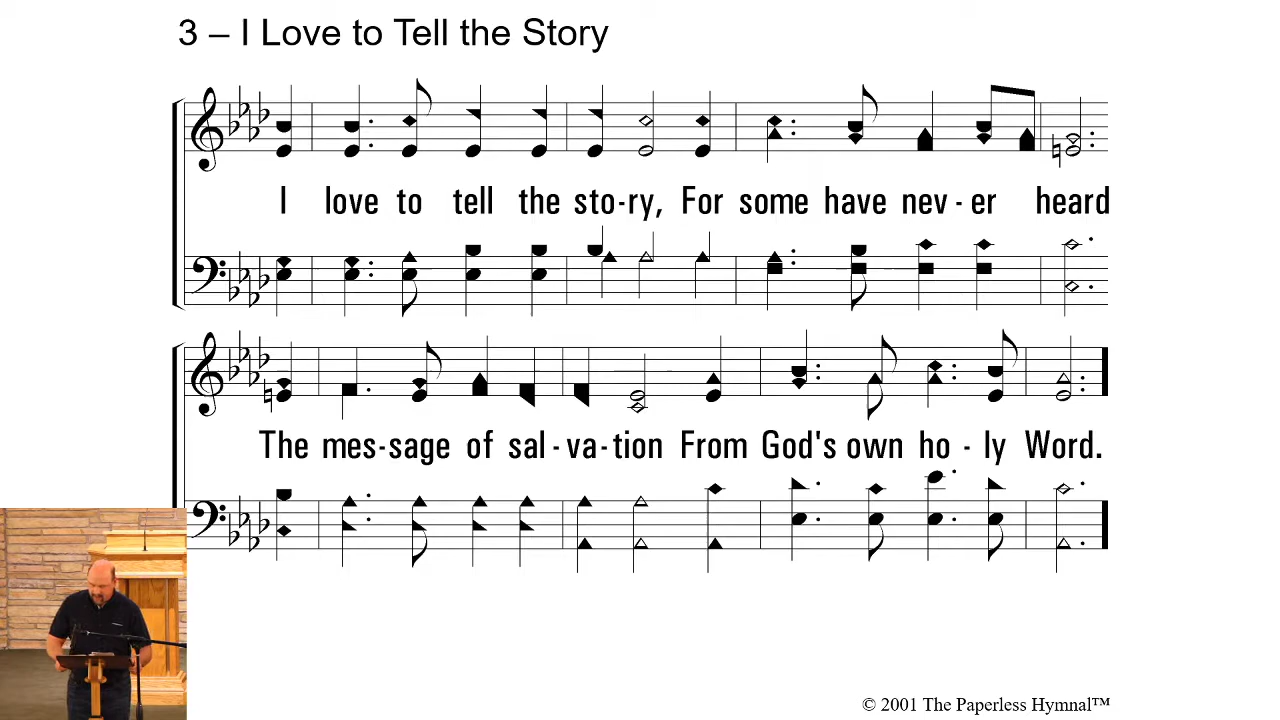 3 – I Love to Tell the Story
I love to tell the sto-ry, For some have nev - er heard
The mes-sage of sal - va-tion From God's own ho - ly Word.
© 2001 The Paperless Hymnal™